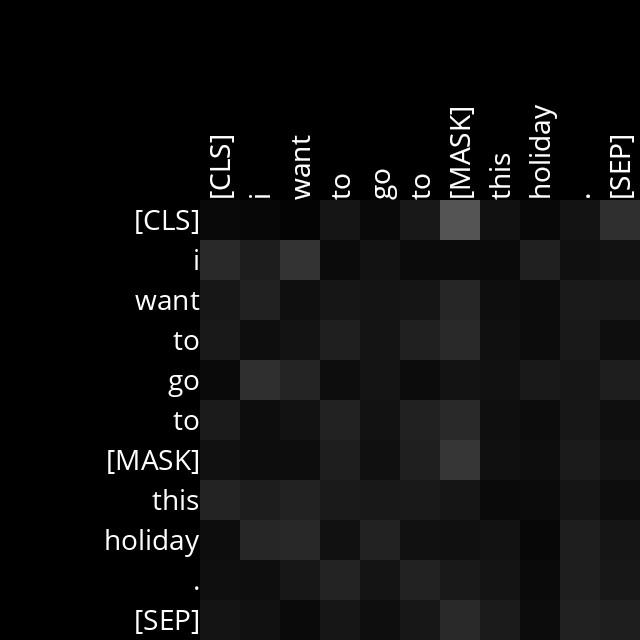 [CLS]
i
want
to
go
to
[MASK]
this
holiday
.
[SEP]
[CLS]
i
want
to
go
to
[MASK]
this
holiday
.
[SEP]